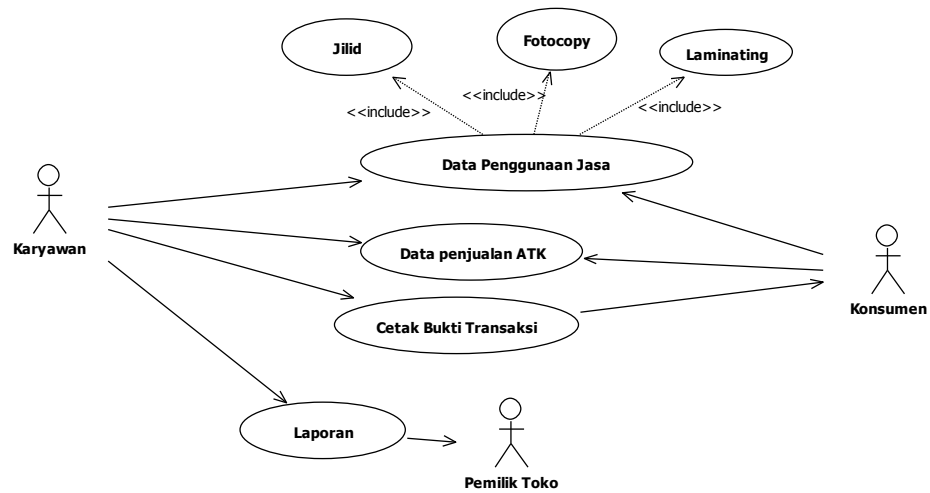 Jilid
Fotocopy
Laminating
<<include>>
<<include>>
<<include>>
Data Penggunaan Jasa
Karyawan
Data penjualan ATK
Konsumen
Cetak Bukti Transaksi
Laporan
Pemilik Toko